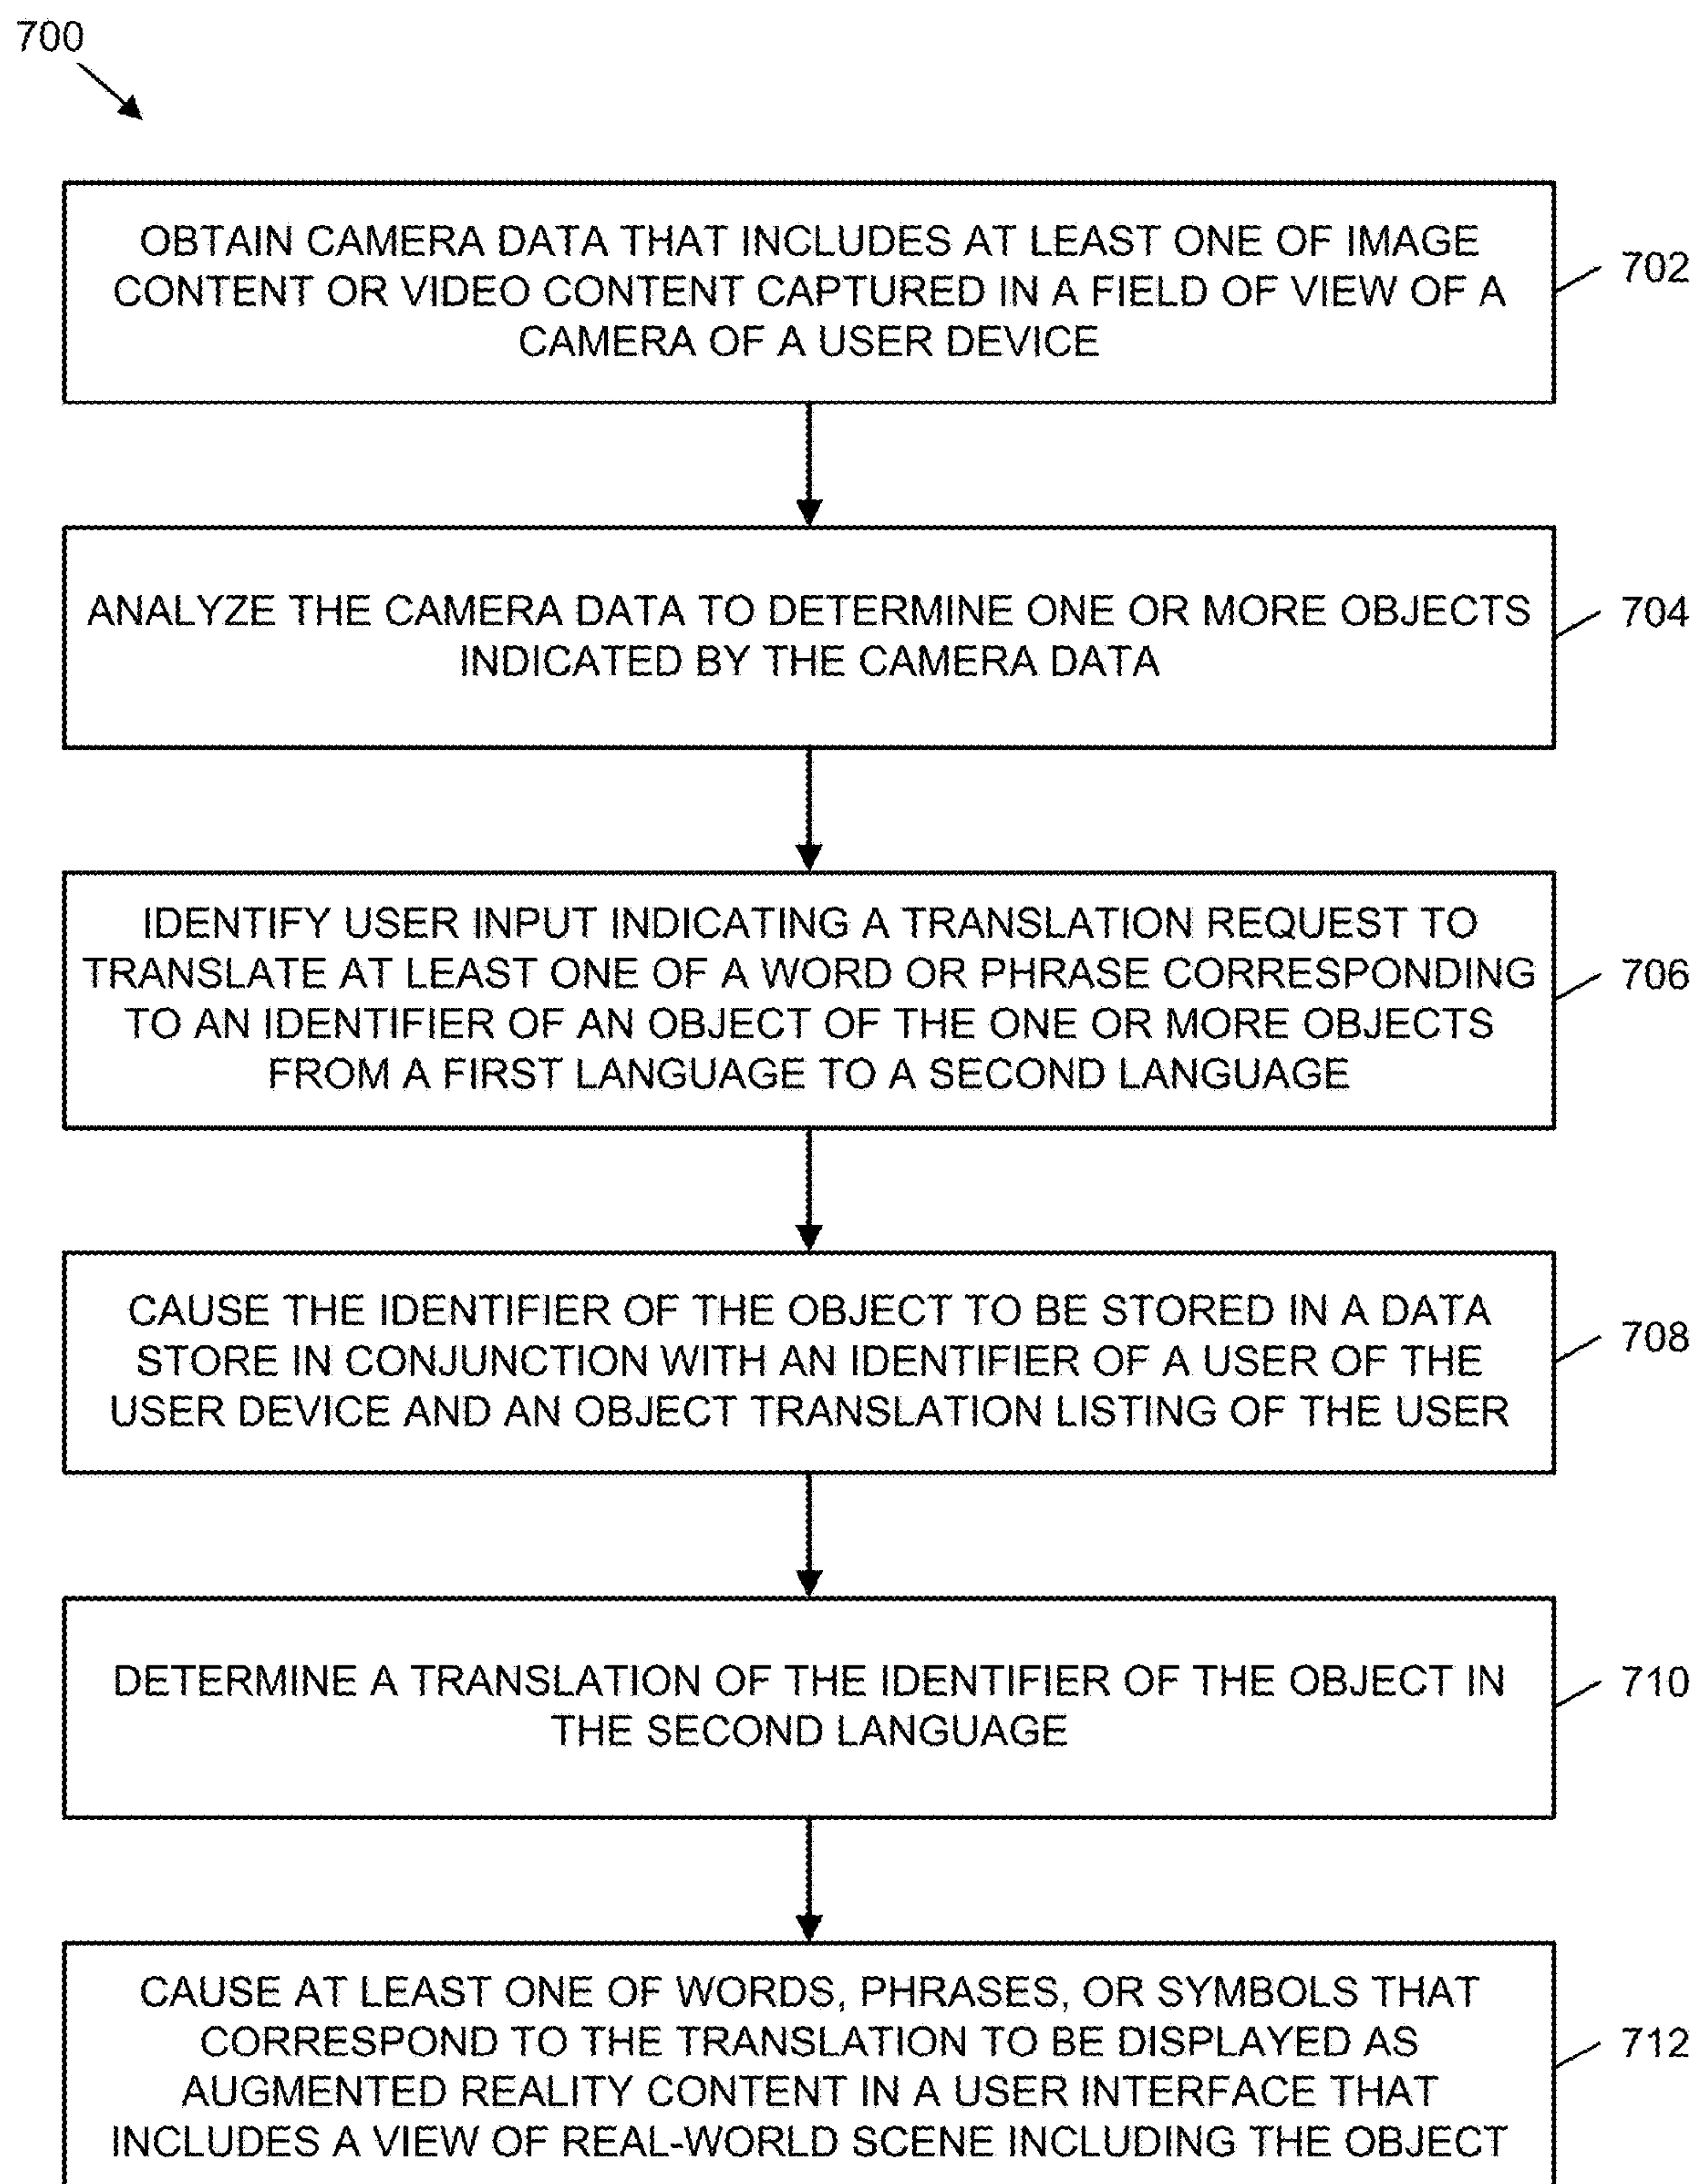 700
OBTAIN CAMERA DATA THAT INCLUDES AT LEAST ONE OF IMAGE
CONTENT OR VIDEO CONTENT CAPTURED IN A FIELD OF VIEW OF A
CAMERA OF A USER DEVICE
702
ANALYZE THE CAMERA DATA TO DETERMINE ONE OR MORE OBJECTS
INDICATED BY THE CAMERA DATA
704
IDENTIFY USER INPUT INDICATING A TRANSLATION REQUEST TO
TRANSLATE AT LEAST ONE OF A WORD OR PHRASE CORRESPONDING
TO AN IDENTIFIER OF AN OBJECT OF THE ONE OR MORE OBJECTS
FROM A FIRST LANGUAGE TO A SECOND LANGUAGE
706
CAUSE THE IDENTIFIER OF THE OBJECT TO BE STORED IN A DATA
STORE IN CONJUNCTION WITH AN IDENTIFIER OF A USER OF THE
USER DEVICE AND AN OBJECT TRANSLATION LISTING OF THE USER
708
DETERMINE A TRANSLATION OF THE IDENTIFIER OF THE OBJECT IN
THE SECOND LANGUAGE
710
CAUSE AT LEAST ONE OF WORDS, PHRASES, OR SYMBOLS THAT
CORRESPOND TO THE TRANSLATION TO BE DISPLAYED AS
AUGMENTED REALITY CONTENT IN A USER INTERFACE THAT
INCLUDES A VIEW OF REAL-WORLD SCENE INCLUDING THE OBJECT
712